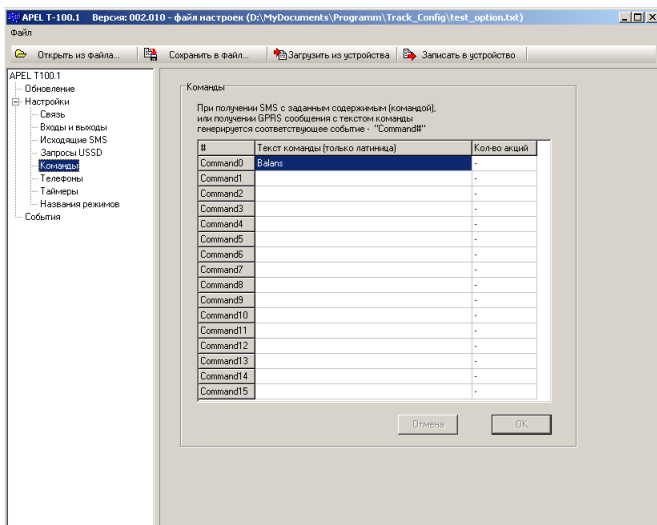 APEL T-100.1 Версия: 002.010 - файл настроек (D:\MyDocuments\Programm\Track_Config\test_option.txt)
Файл
Открыть из файла... Сохранить в файл... Загрузить из устройства Записать в устройство
APEL T100.1
Обновление
Настройки
Связь
Входы и выходы
Исходящие SMS
Запросы USSD
Команды
Телефоны
Таймеры
Названия режимов
События
Команды
При получении SMS с заданным содержимым (командой),
или получении GPRS сообщения с текстом команды
генерируется соответствующее событие - "Command#"
# Текст команды (только латиница) Кол-во акций
Command0 Balans -
Command1 -
Command2 -
Command3 -
Command4 -
Command5 -
Command6 -
Command7 -
Command8 -
Command9 -
Command10 -
Command11 -
Command12 -
Command13 -
Command14 -
Command15 -
Отмена OK